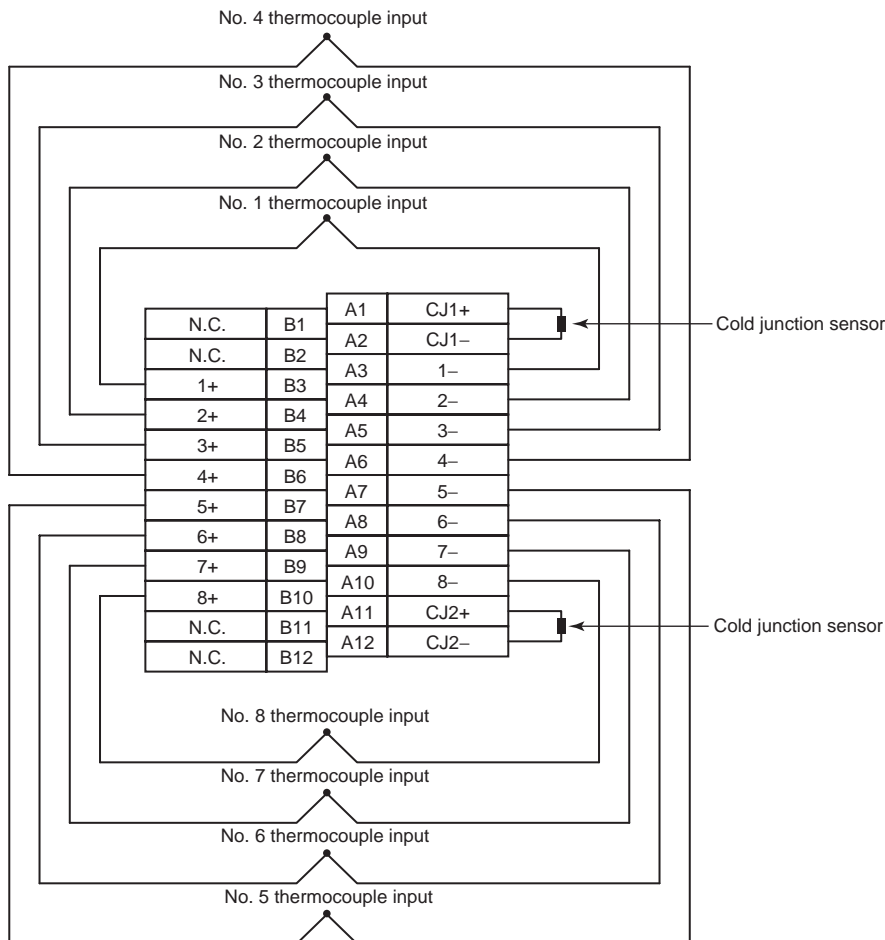 No. 4 thermocouple input
No. 3 thermocouple input
No. 2 thermocouple input
No. 1 thermocouple input
A1 CJ1+
N.C. B1
Cold junction sensor
A2 CJ1–
N.C. B2
A3 1–
1+ B3
A4 2–
2+ B4
A5 3–
3+ B5
A6 4–
4+ B6
A7 5–
5+ B7
A8 6–
6+ B8
A9 7–
7+ B9
A10 8–
8+ B10
A11 CJ2+
N.C. B11
Cold junction sensor
A12 CJ2–
N.C. B12
No. 8 thermocouple input
No. 7 thermocouple input
No. 6 thermocouple input
No. 5 thermocouple input